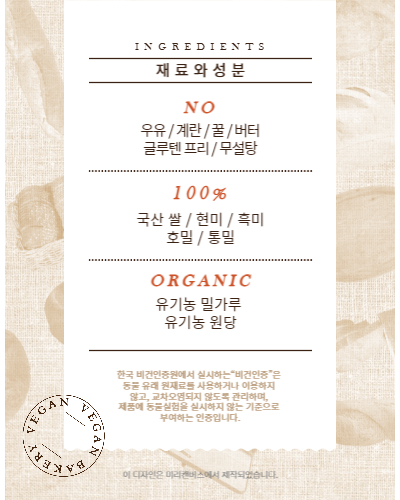 INGREDIENTS
재료와성분
NO
우유 / 계란 / 꿀 / 버터
글루텐 프리 / 무설탕
100%
국산 쌀 / 현미 / 흑미
호밀 / 통밀
ORGANIC
유기농 밀가루
유기농 원당
한국 비건인증원에서 실시하는“비건인증”은
동물 유래 원재료를 사용하거나 이용하지
않고, 교차오염되지 않도록 관리하며,
제품에 동물실험을 실시하지 않는 기준으로
부여하는 인증입니다.
VEGAN VEGAN BAKERY
이 디자인은 미리캔버스에서 제작되었습니다.